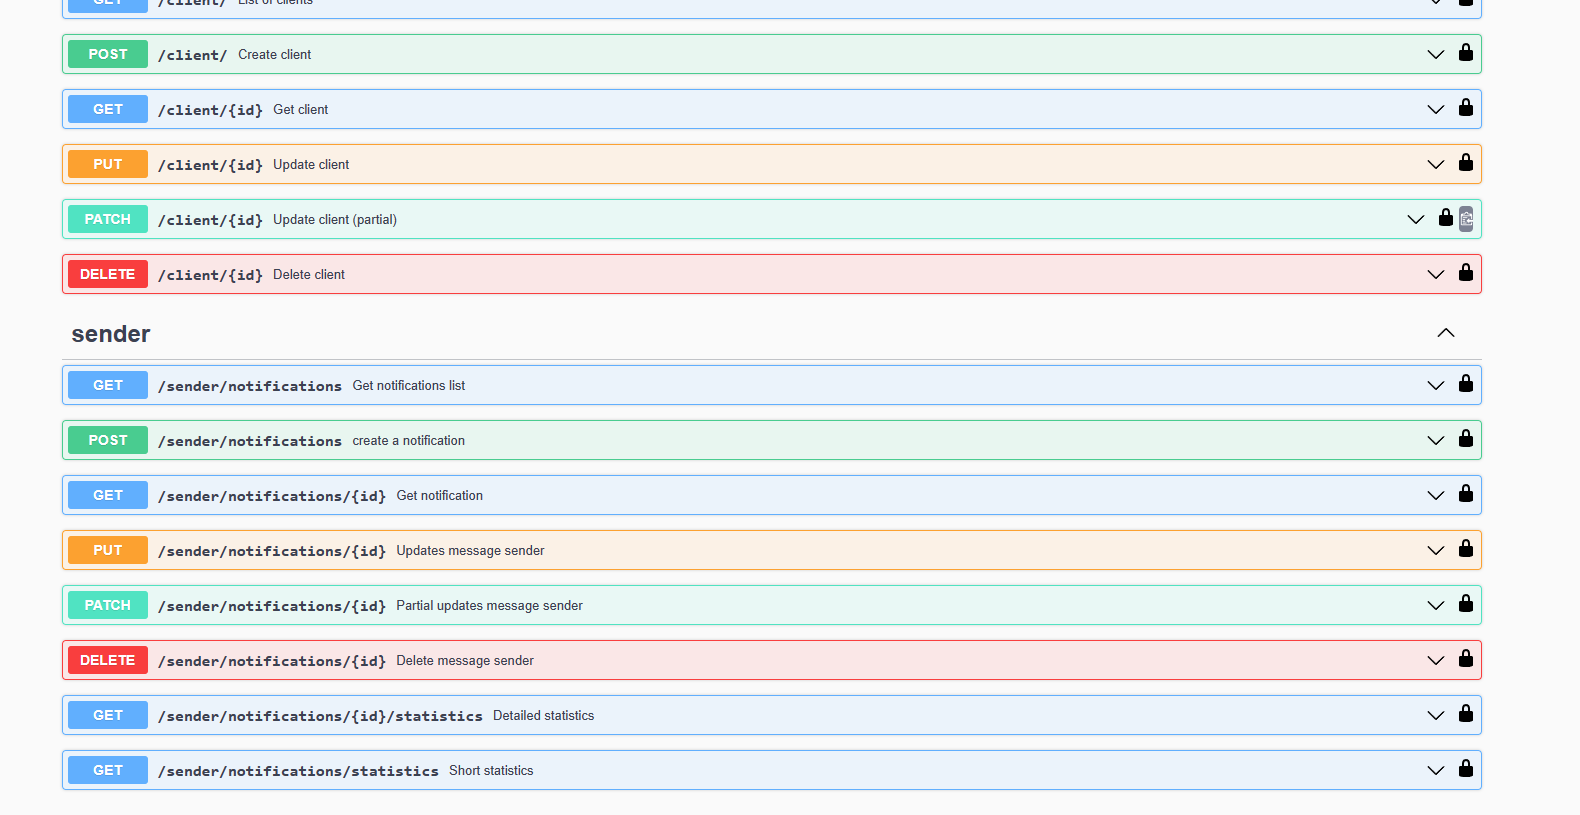 GET /client/ List of clients
POST /client/ Create client
GET /client/{id} Get client
PUT /client/{id} Update client
PATCH /client/{id} Update client (partial)
DELETE /client/{id} Delete client
sender
GET /sender/notifications Get notifications list
POST /sender/notifications create a notification
GET /sender/notifications/{id} Get notification
PUT /sender/notifications/{id} Updates message sender
PATCH /sender/notifications/{id} Partial updates message sender
DELETE /sender/notifications/{id} Delete message sender
GET /sender/notifications/{id}/statistics Detailed statistics
GET /sender/notifications/statistics Short statistics